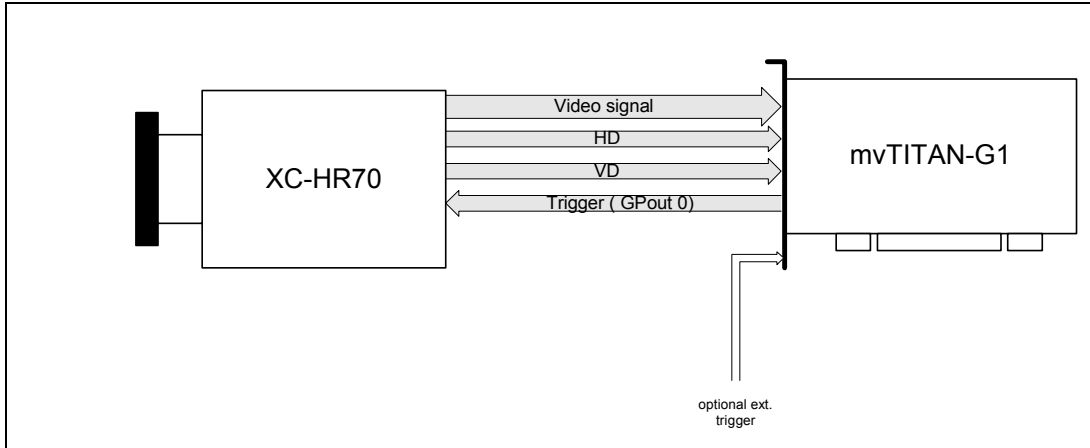 Video signal
HD
VD
Trigger ( GPout 0)
XC-HR70
mvTITAN-G1
optional ext.
trigger